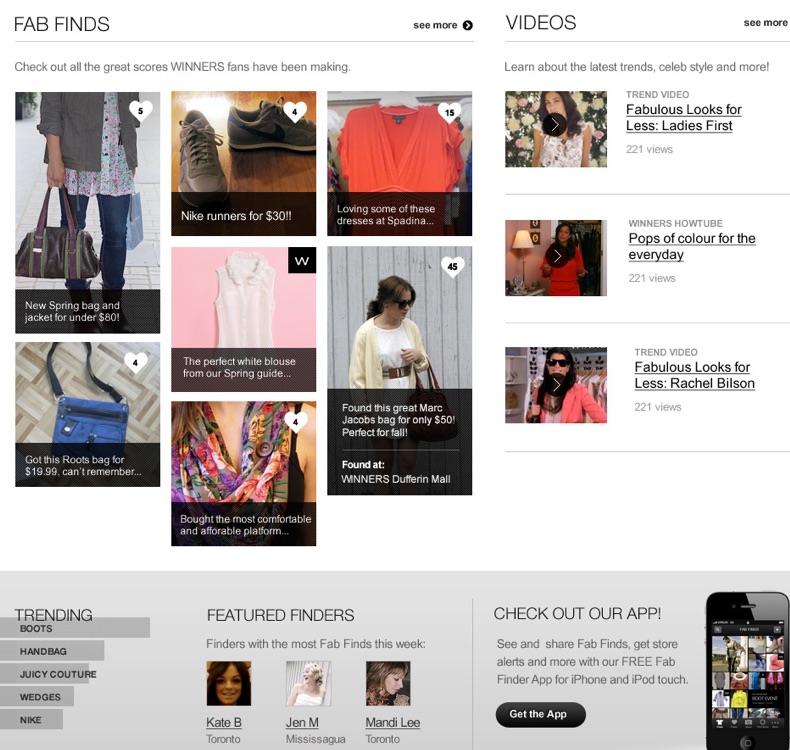 FAB FINDS
see more
Check out all the great scores WINNERS fans have been making.
5
New Spring bag and
jacket for under $80!
4
Got this Roots bag for
$19.99, can't remember...
4
Nike runners for $30!!
W
The perfect white blouse
from our Spring guide...
4
Bought the most comfortable
and afforable platform...
15
Loving some of these
dresses at Spadina...
45
Found this great Marc
Jacobs bag for only $50!
Perfect for fall!
Found at:
WINNERS Dufferin Mall
VIDEOS
see more
Learn about the latest trends, celeb style and more!
TREND VIDEO
Fabulous Looks for
Less: Ladies First
221 views
WINNERS HOWTUBE
Pops of colour for the
everyday
221 views
TREND VIDEO
Fabulous Looks for
Less: Rachel Bilson
221 views
TRENDING
BOOTS
HANDBAG
JUICY COUTURE
WEDGES
NIKE
FEATURED FINDERS
Finders with the most Fab Finds this week:
Kate B
Toronto
Jen M
Mississagua
Mandi Lee
Toronto
CHECK OUT OUR APP!
See and share Fab Finds, get store
alerts and more with our FREE Fab
Finder App for iPhone and iPod touch.
Get the App
FAB FINDS
BOOT EVENT